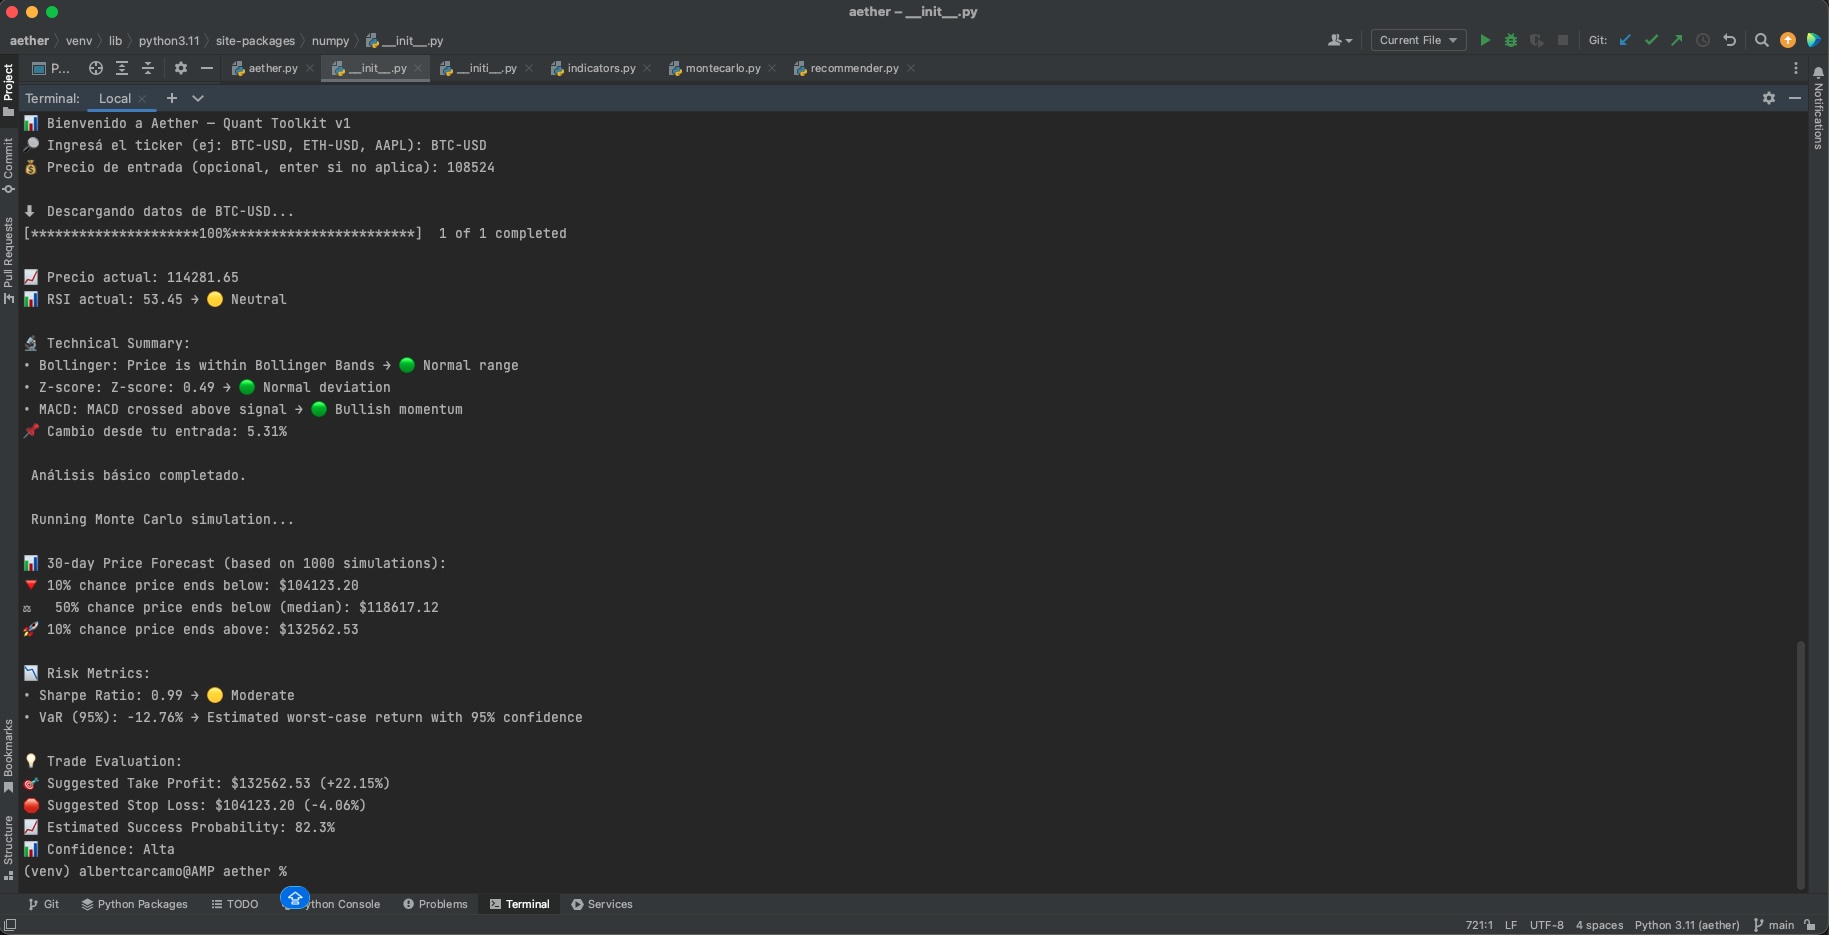 aether – __init__.py
aether venv lib python3.11 site-packages numpy __init__.py
Current File Git:
Project P... aether.py __init__.py __initi__.py indicators.py montecarlo.py recommender.py
Terminal: Local
📊 Bienvenido a Aether — Quant Toolkit v1
🔎 Ingresá el ticker (ej: BTC-USD, ETH-USD, AAPL): BTC-USD
💰 Precio de entrada (opcional, enter si no aplica): 108524
⬇ Descargando datos de BTC-USD...
[*********************100%***********************]  1 of 1 completed
📈 Precio actual: 114281.65
📊 RSI actual: 53.45 → 🟡 Neutral
🔬 Technical Summary:
• Bollinger: Price is within Bollinger Bands → 🟢 Normal range
• Z-score: Z-score: 0.49 → 🟢 Normal deviation
• MACD: MACD crossed above signal → 🟢 Bullish momentum
📌 Cambio desde tu entrada: 5.31%
Análisis básico completado.
Running Monte Carlo simulation...
📊 30-day Price Forecast (based on 1000 simulations):
🔻 10% chance price ends below: $104123.20
⚖ 50% chance price ends below (median): $118617.12
🚀 10% chance price ends above: $132562.53
📉 Risk Metrics:
• Sharpe Ratio: 0.99 → 🟡 Moderate
• VaR (95%): -12.76% → Estimated worst-case return with 95% confidence
💡 Trade Evaluation:
🎯 Suggested Take Profit: $132562.53 (+22.15%)
🛑 Suggested Stop Loss: $104123.20 (-4.06%)
📈 Estimated Success Probability: 82.3%
📊 Confidence: Alta
(venv) albertcarcamo@AMP aether %
Commit
Pull Requests
Bookmarks
Structure
Notifications
Git Python Packages TODO Console Problems Terminal Services
721:1 LF UTF-8 4 spaces Python 3.11 (aether) main